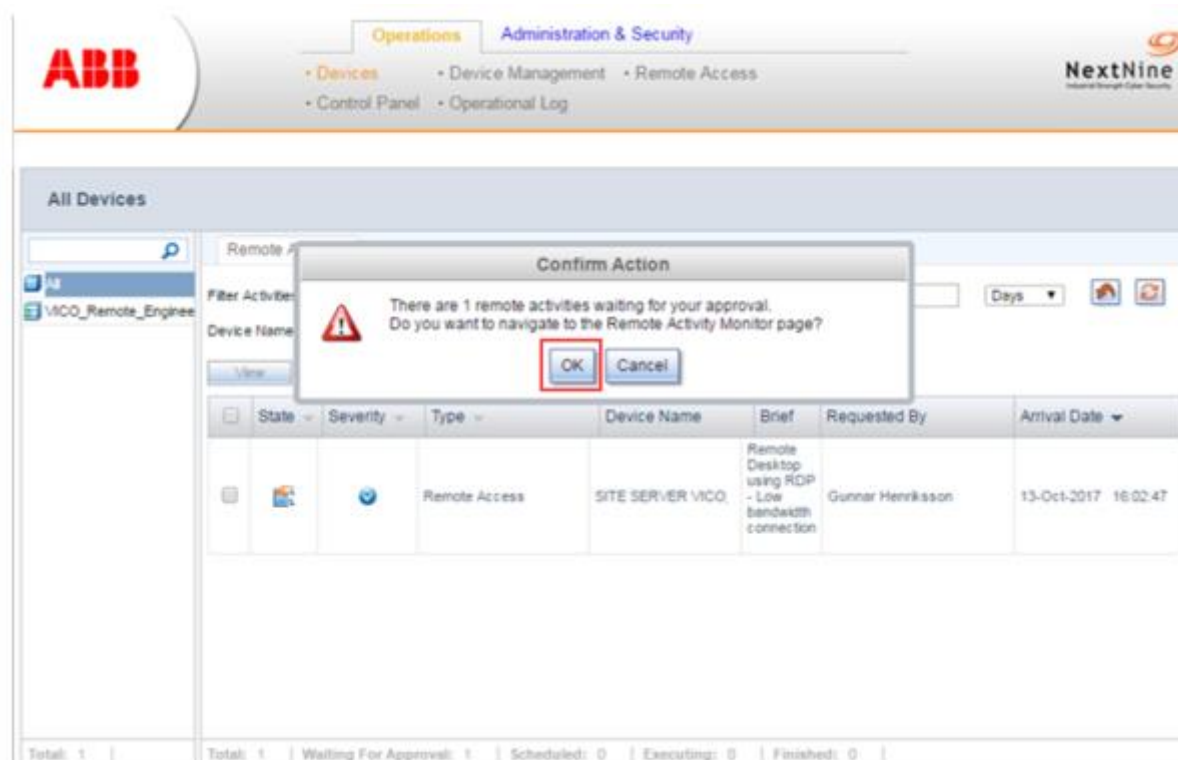 ABB
Operations
Administration & Security
• Devices • Device Management • Remote Access
• Control Panel • Operational Log
NextNine
All Devices
All
VICO_Remote_Enginee
Remote A
Filter Activities
Device Name
View
Days
Confirm Action
There are 1 remote activities waiting for your approval.
Do you want to navigate to the Remote Activity Monitor page?
OK Cancel
State Severity Type Device Name Brief Requested By Arrival Date
Remote Access SITE SERVER VICO
Remote
Desktop
using RDP
- Low
bandwidth
connection
Gunnar Henriksson 13-Oct-2017 16:02:47
Total: 1 |
Total: 1 | Waiting For Approval: 1 | Scheduled: 0 | Executing: 0 | Finished: 0 |